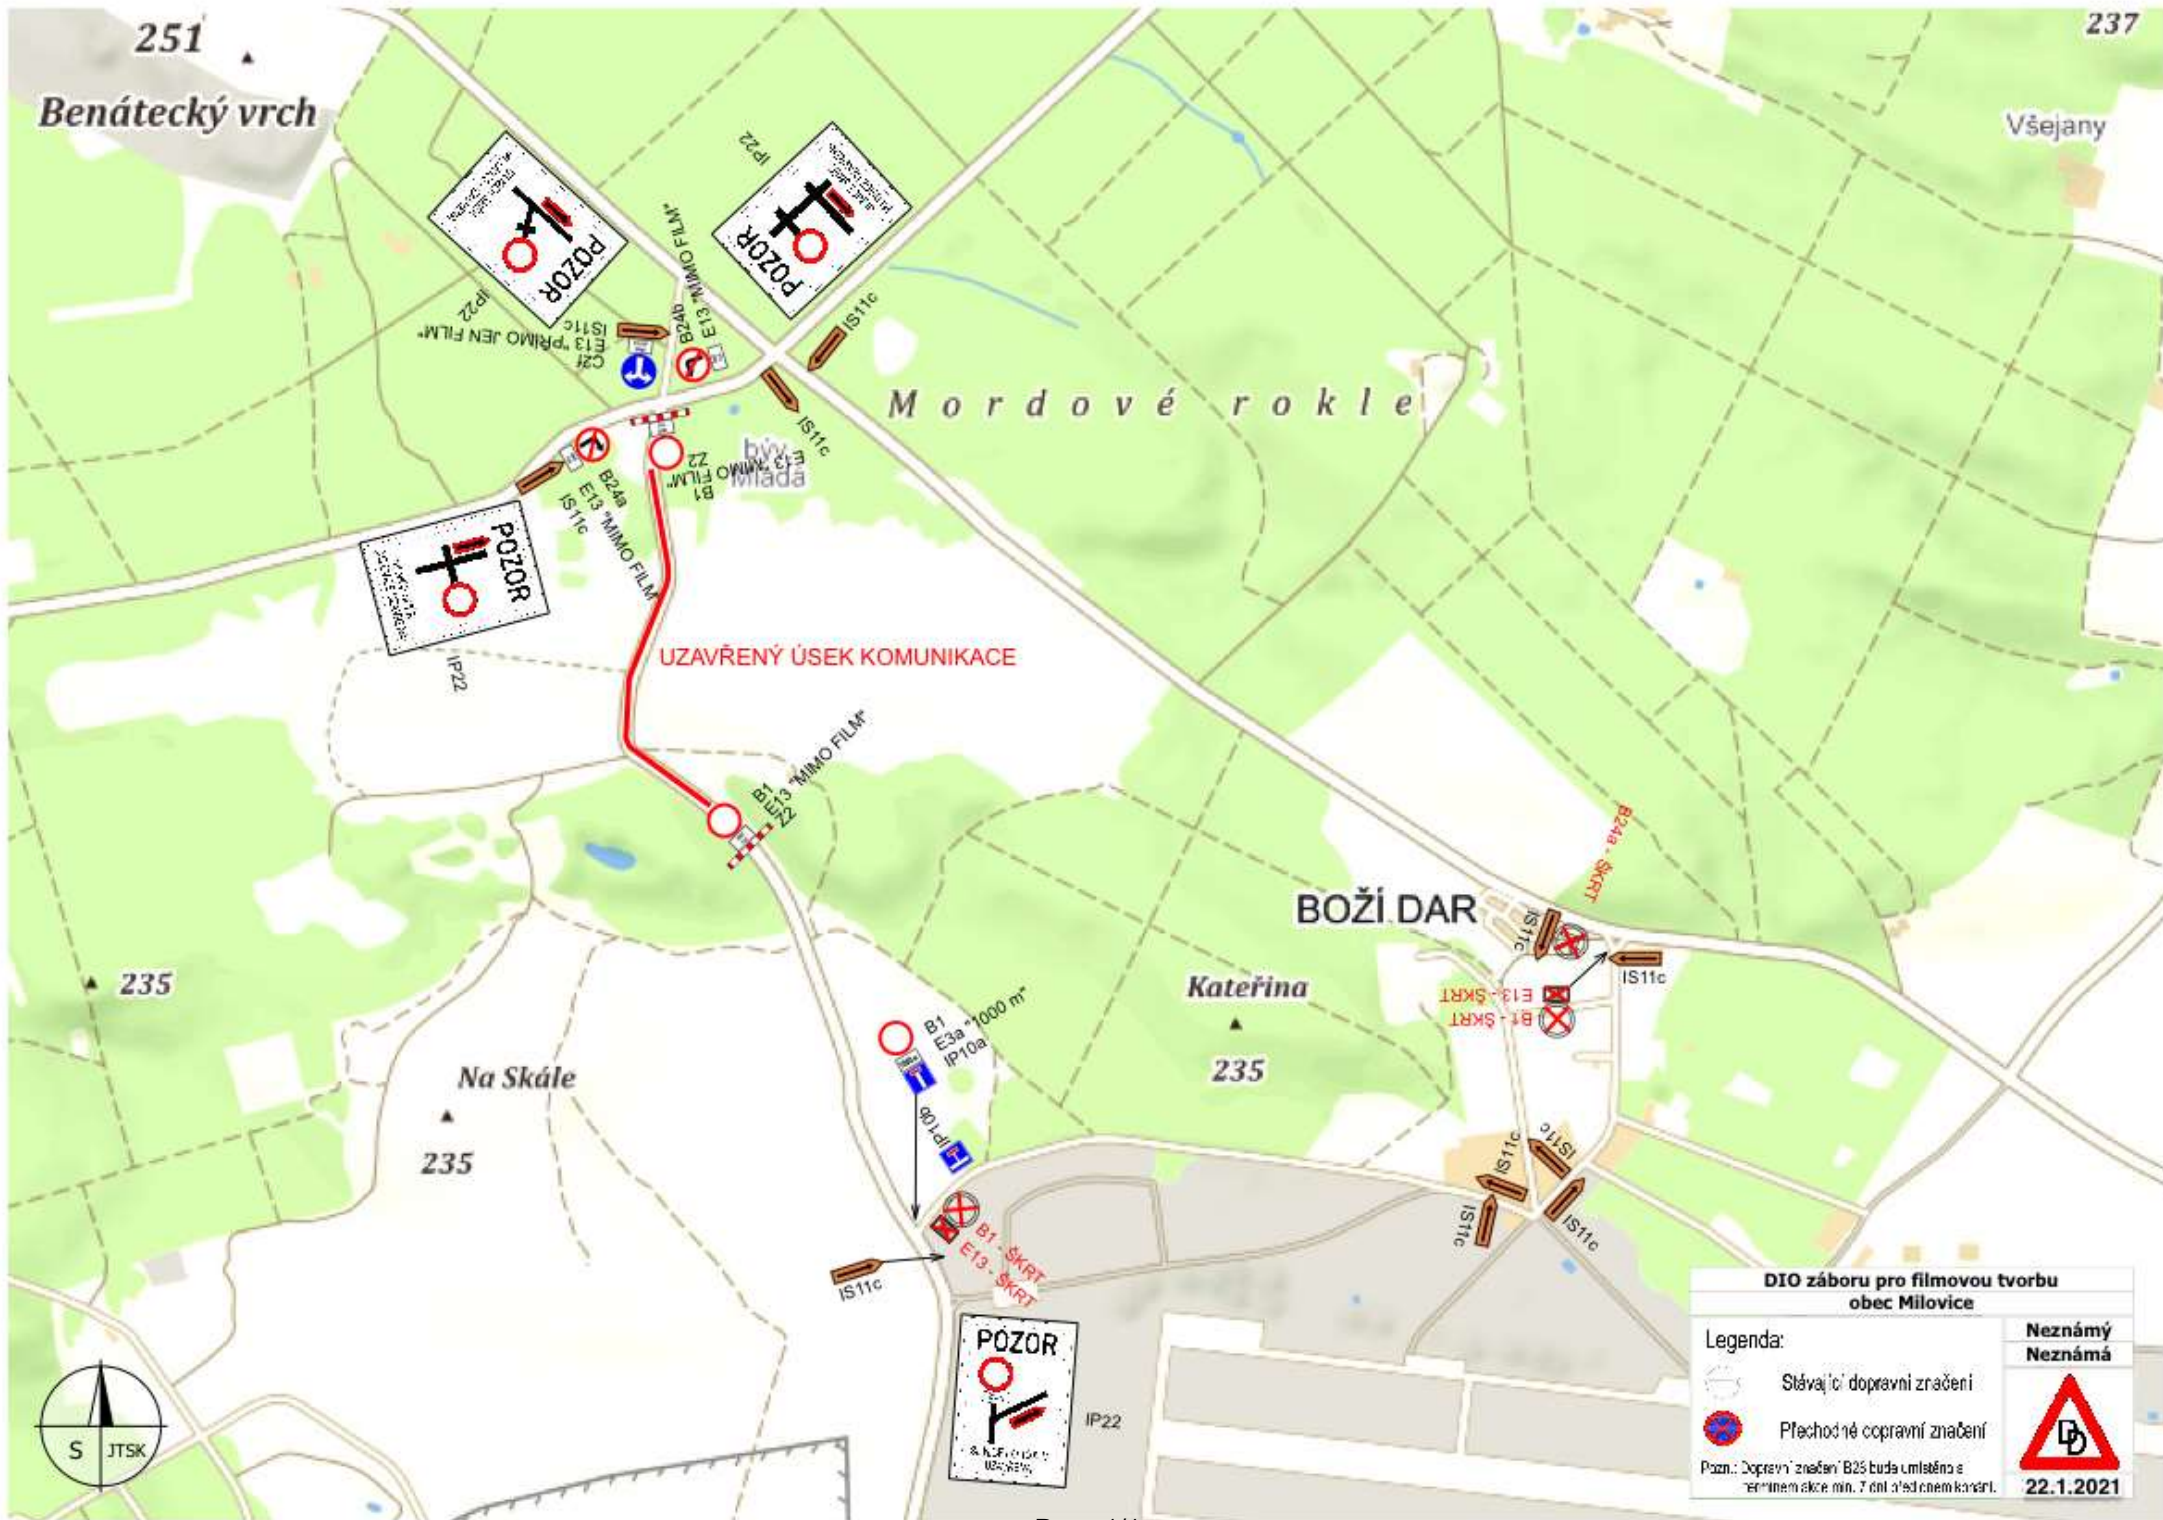 251
237
Benátecký vrch
Všejany
IP22
POZOR
IP22
POZOR
IS11c
E13 "PŘÍMO JEN FILM"
C2f
B24b
E13 "MIMO FILM"
IS11c
IS11c
Mordové rokle
býv.
Mladá
B1
E13 "MIMO FILM"
Z2
B24a
E13 "MIMO FILM"
IS11c
POZOR
IP22
UZAVŘENÝ ÚSEK KOMUNIKACE
B1
E13 "MIMO FILM"
Z2
B24a - ŠKRT
BOŽÍ DAR
IS11c
IS11c
E13 - ŠKRT
B1 - ŠKRT
235
Kateřina
235
B1
E3a "1000 m"
IP10a
IP10b
Na Skále
235
IS11c
IS11c
IS11c
IS11c
B1 - ŠKRT
E13 - ŠKRT
IS11c
POZOR
IP22
S JTSK
DIO záboru pro filmovou tvorbu
obec Milovice
Legenda:
Neznámý
Neznámá
Stávající dopravní značení
Přechodné dopravní značení
22.1.2021